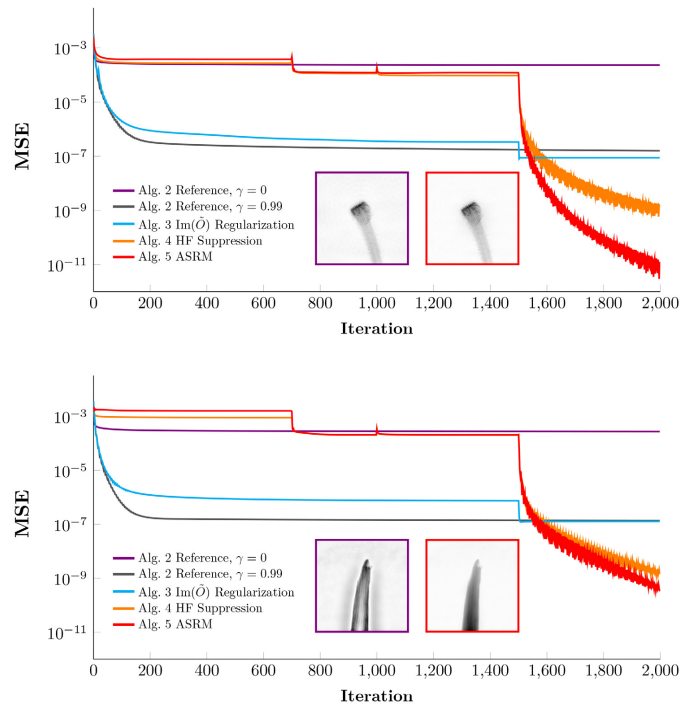 10⁻³
10⁻⁵
10⁻⁷
10⁻⁹
10⁻¹¹
MSE
Alg. 2 Reference, γ = 0
Alg. 2 Reference, γ = 0.99
Alg. 3 Im(Õ) Regularization
Alg. 4 HF Suppression
Alg. 5 ASRM
0 200 400 600 800 1,000 1,200 1,400 1,600 1,800 2,000
Iteration
10⁻³
10⁻⁵
10⁻⁷
10⁻⁹
10⁻¹¹
MSE
Alg. 2 Reference, γ = 0
Alg. 2 Reference, γ = 0.99
Alg. 3 Im(Õ) Regularization
Alg. 4 HF Suppression
Alg. 5 ASRM
0 200 400 600 800 1,000 1,200 1,400 1,600 1,800 2,000
Iteration